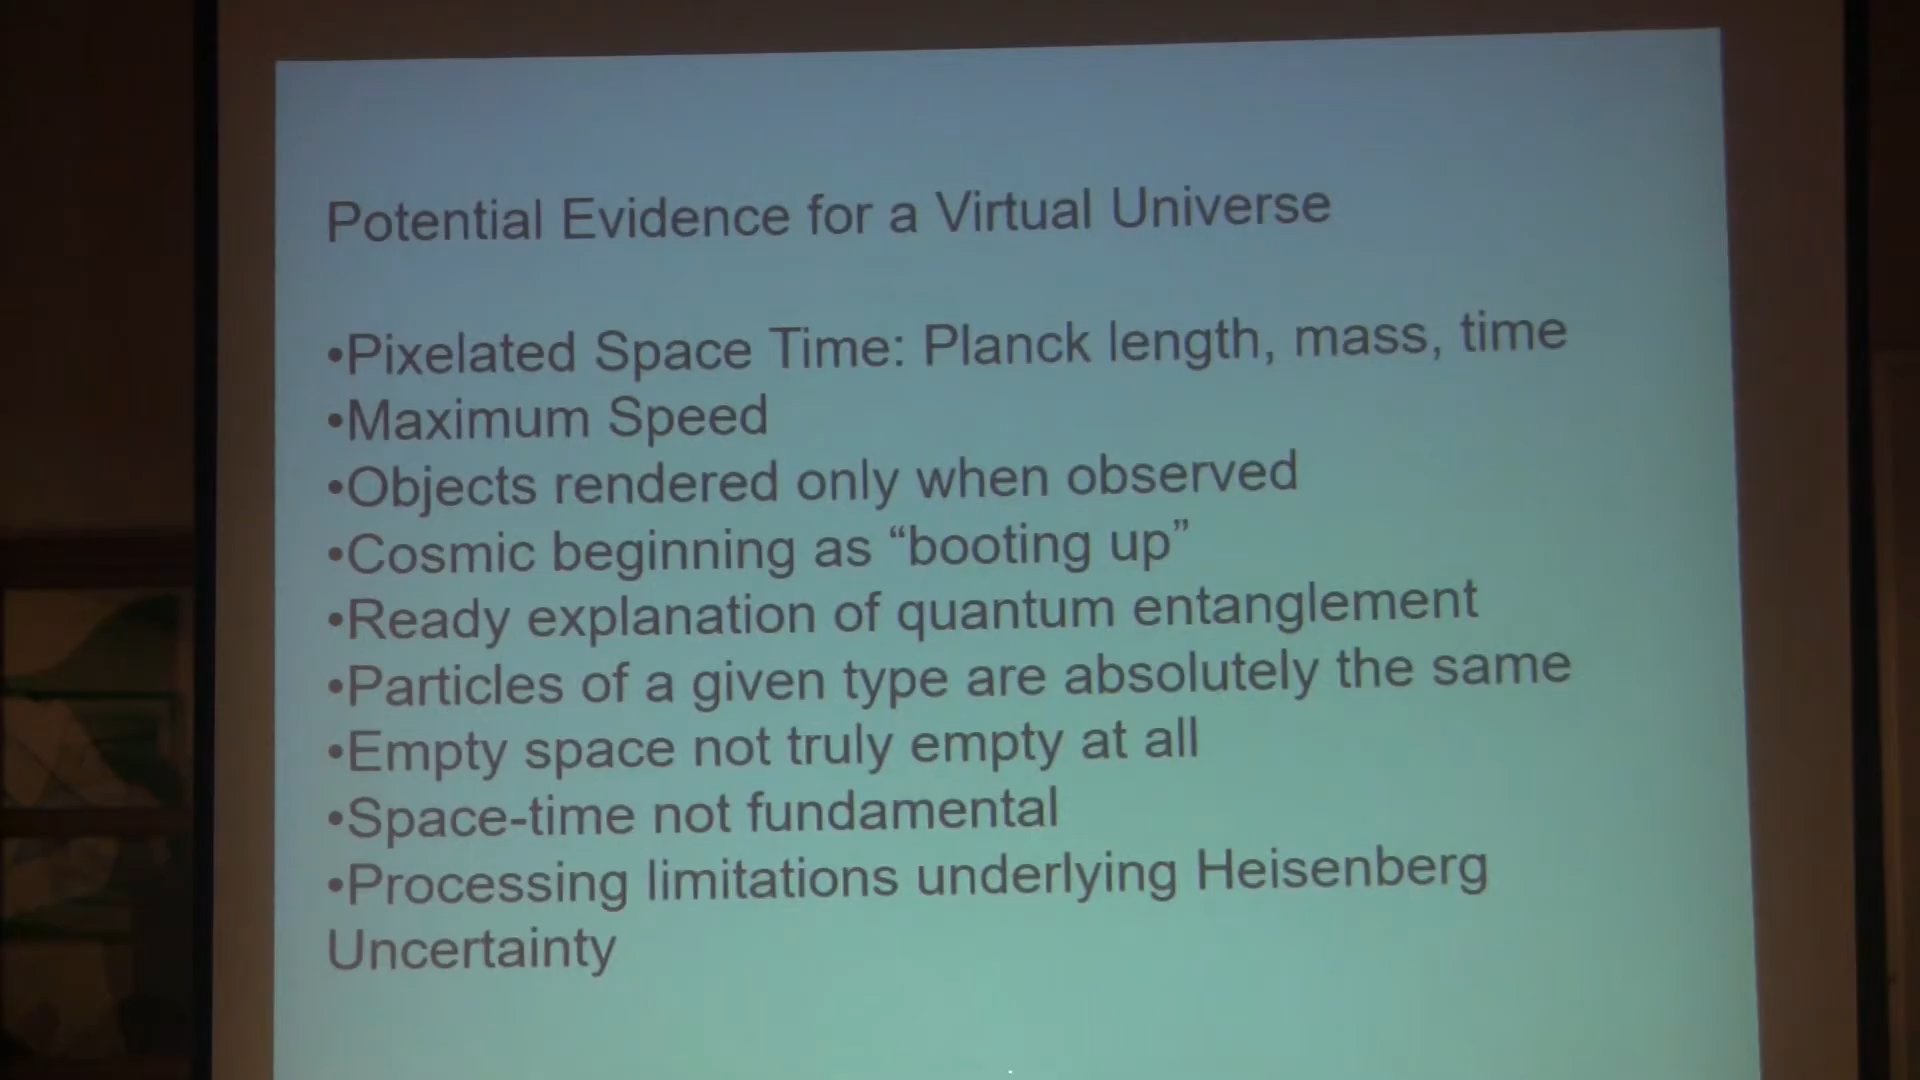 Potential Evidence for a Virtual Universe
•Pixelated Space Time: Planck length, mass, time
•Maximum Speed
•Objects rendered only when observed
•Cosmic beginning as “booting up”
•Ready explanation of quantum entanglement
•Particles of a given type are absolutely the same
•Empty space not truly empty at all
•Space-time not fundamental
•Processing limitations underlying Heisenberg
Uncertainty